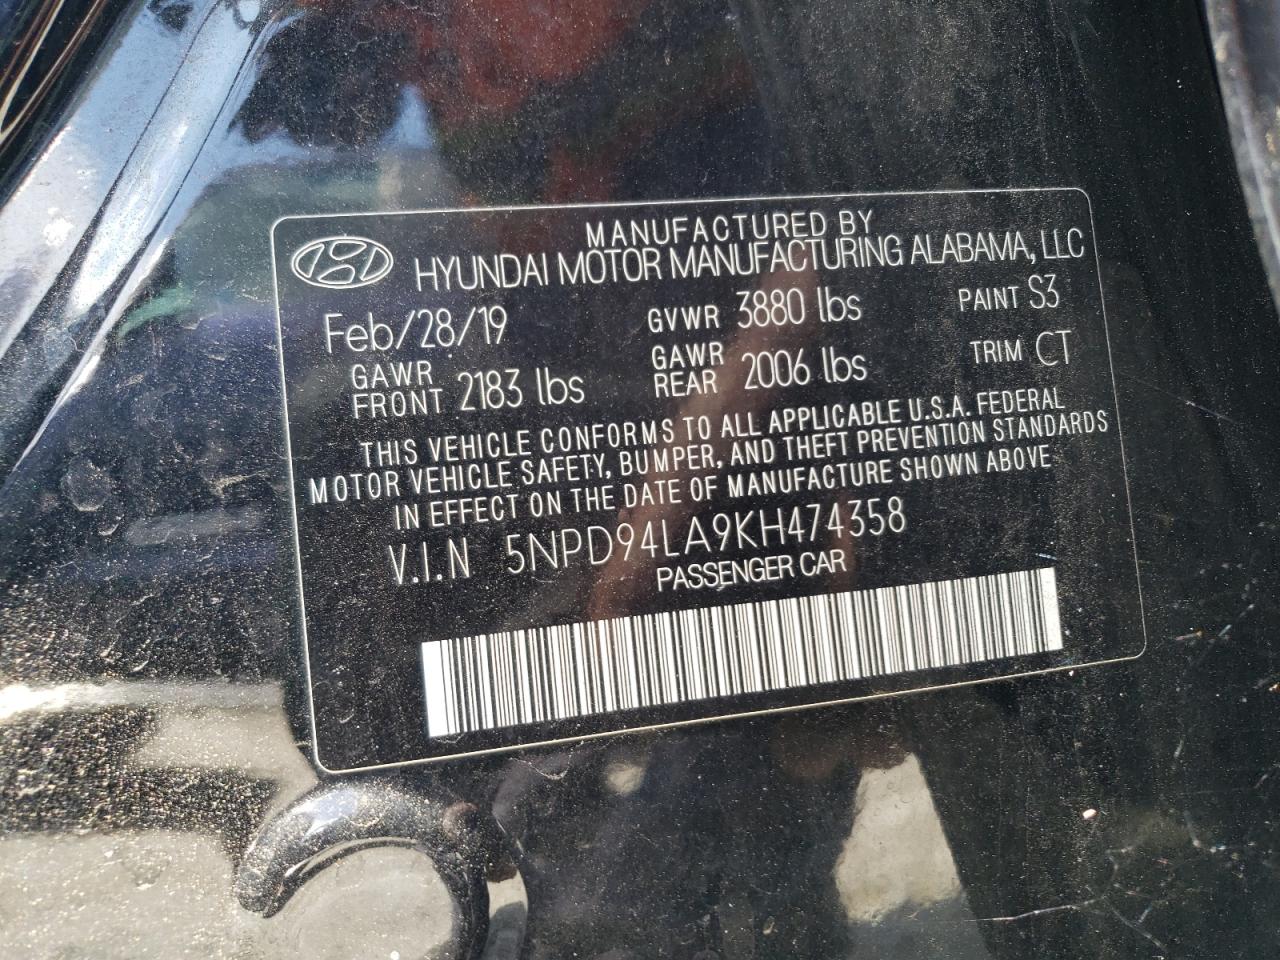 MANUFACTURED BY
HYUNDAI MOTOR MANUFACTURING ALABAMA, LLC
Feb/28/19 GVWR 3880 lbs PAINT S3
GAWR FRONT 2183 lbs GAWR REAR 2006 lbs TRIM CT
THIS VEHICLE CONFORMS TO ALL APPLICABLE U.S.A. FEDERAL
MOTOR VEHICLE SAFETY, BUMPER, AND THEFT PREVENTION STANDARDS
IN EFFECT ON THE DATE OF MANUFACTURE SHOWN ABOVE
V.I.N 5NPD94LA9KH474358
PASSENGER CAR